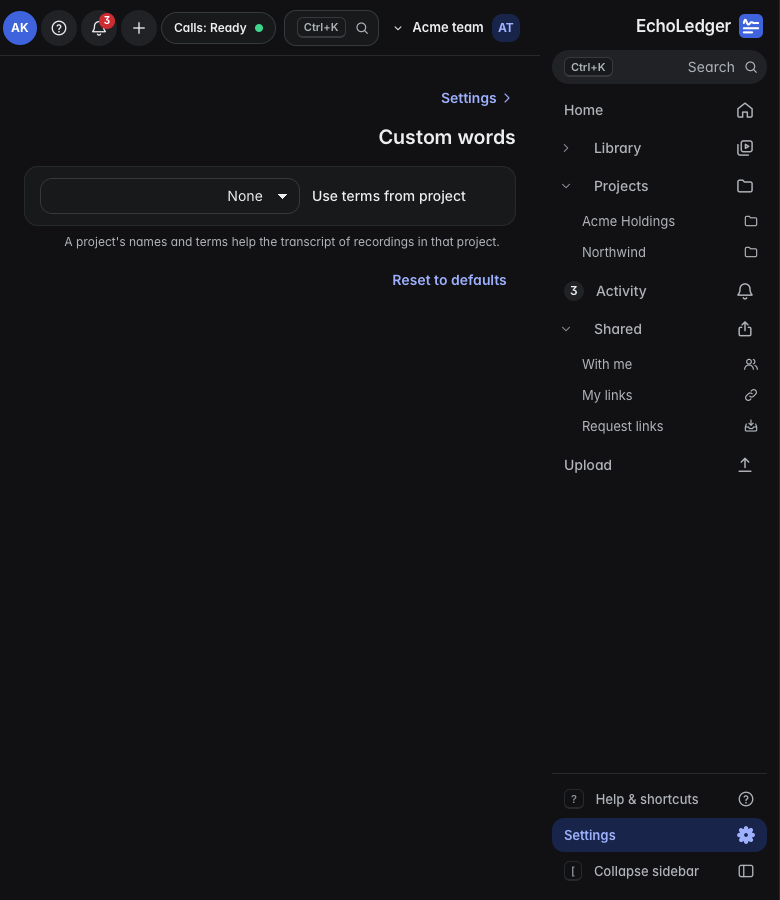 EchoLedger
Search Ctrl+K
Home
Library
Projects
Acme Holdings
Northwind
Activity 3
Shared
With me
My links
Request links
Upload
? Help & shortcuts
Settings
[ Collapse sidebar
AT Acme team
Ctrl+K
Calls: Ready
3
AK
Settings
Custom words
Use terms from project
None
A project's names and terms help the transcript of recordings in that project.
Reset to defaults